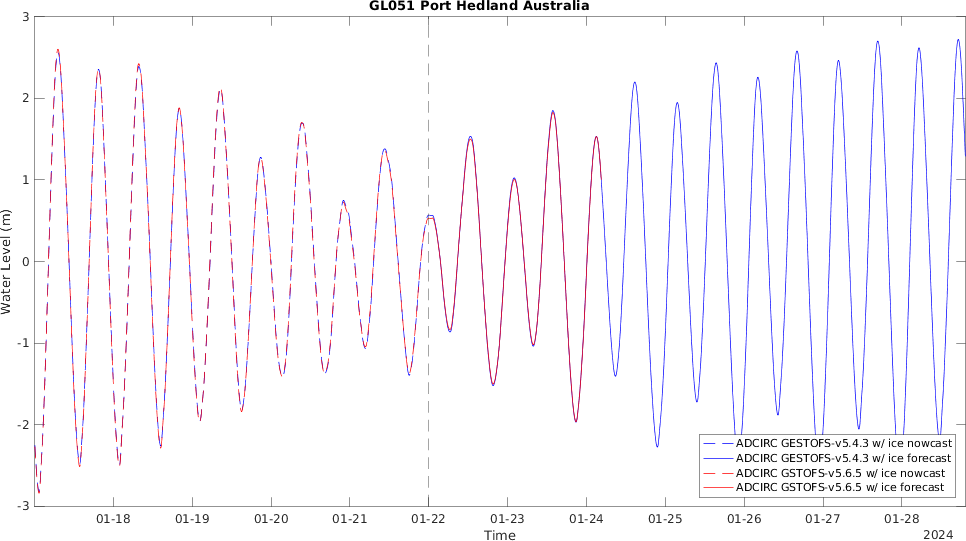 GL051 Port Hedland Australia
3
2
1
0
-1
-2
-3
Water Level (m)
ADCIRC GESTOFS-v5.4.3 w/ ice nowcast
ADCIRC GESTOFS-v5.4.3 w/ ice forecast
ADCIRC GSTOFS-v5.6.5 w/ ice nowcast
ADCIRC GSTOFS-v5.6.5 w/ ice forecast
01-18 01-19 01-20 01-21 01-22 01-23 01-24 01-25 01-26 01-27 01-28
Time
2024